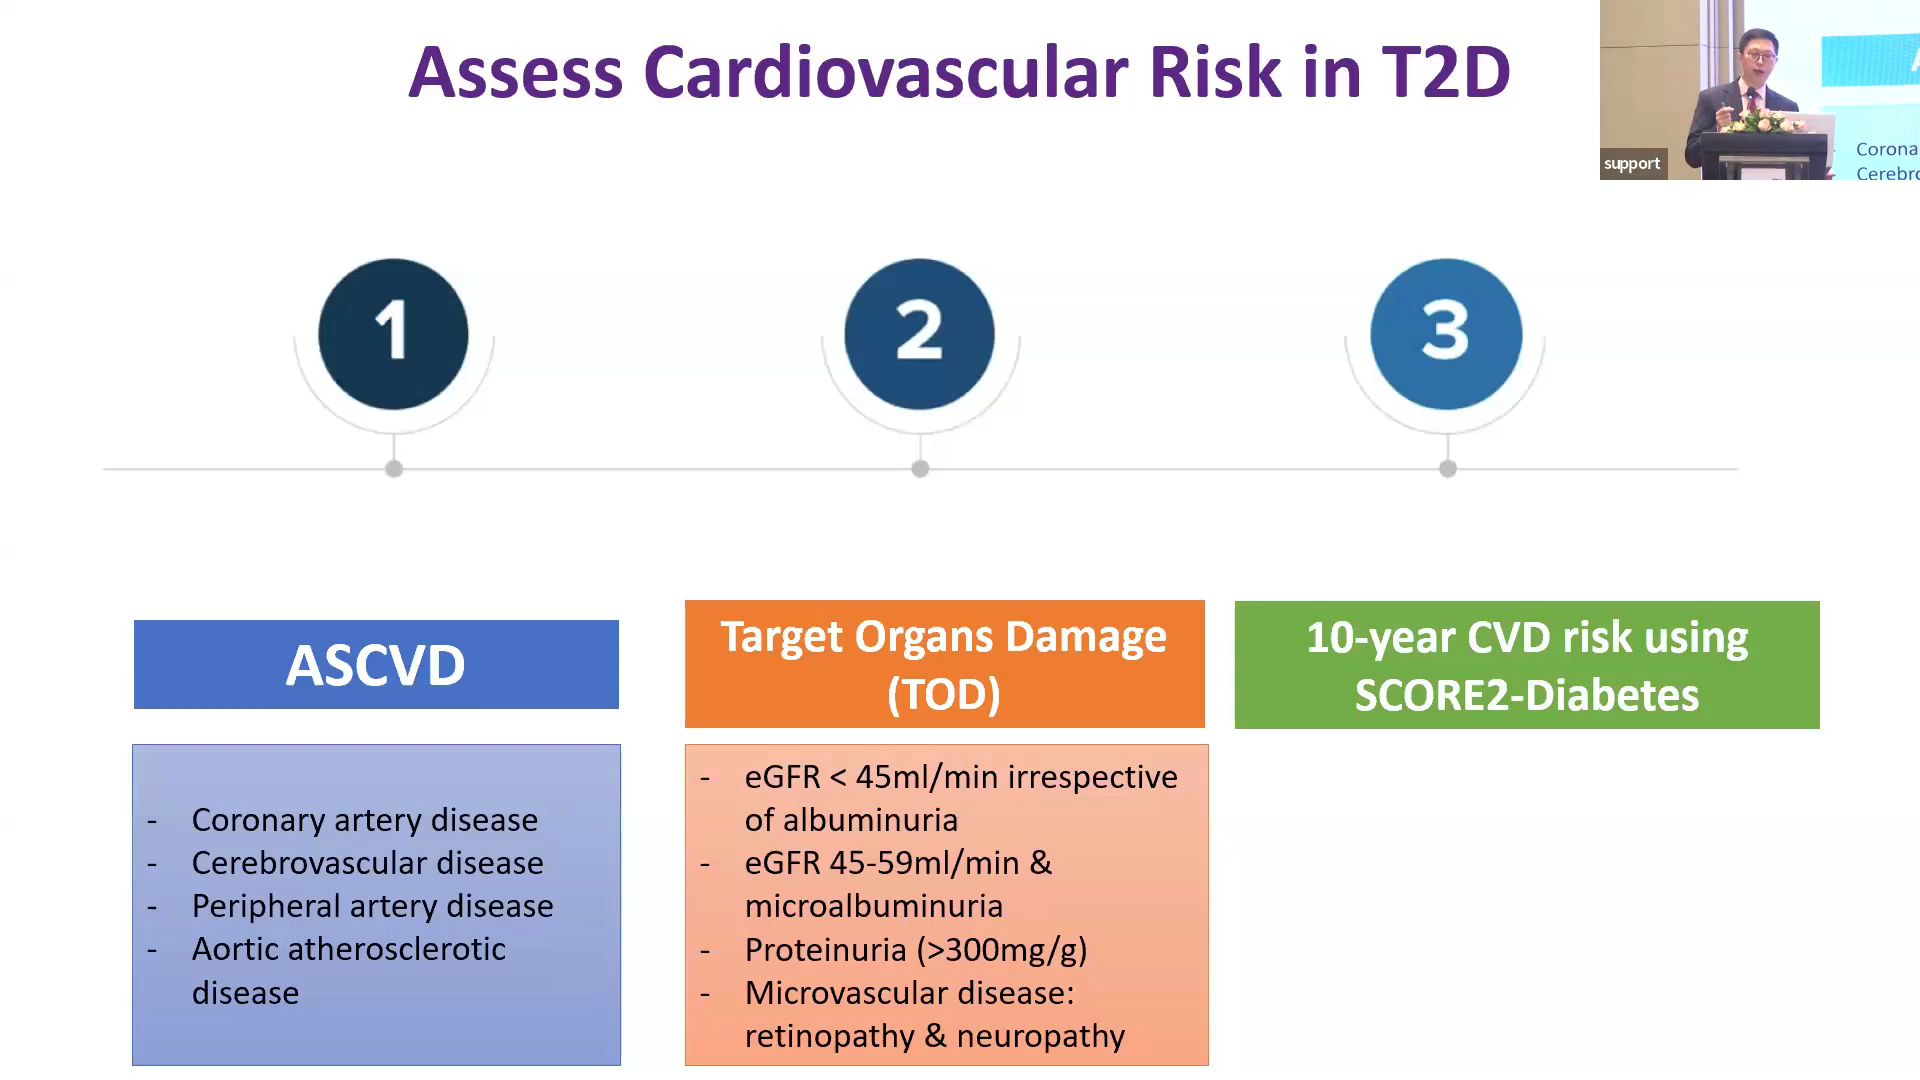 Assess Cardiovascular Risk in T2D
support
Corona
Cerebro
1
2
3
ASCVD
- Coronary artery disease
- Cerebrovascular disease
- Peripheral artery disease
- Aortic atherosclerotic
disease
Target Organs Damage
(TOD)
- eGFR < 45ml/min irrespective
of albuminuria
- eGFR 45-59ml/min &
microalbuminuria
- Proteinuria (>300mg/g)
- Microvascular disease:
retinopathy & neuropathy
10-year CVD risk using
SCORE2-Diabetes